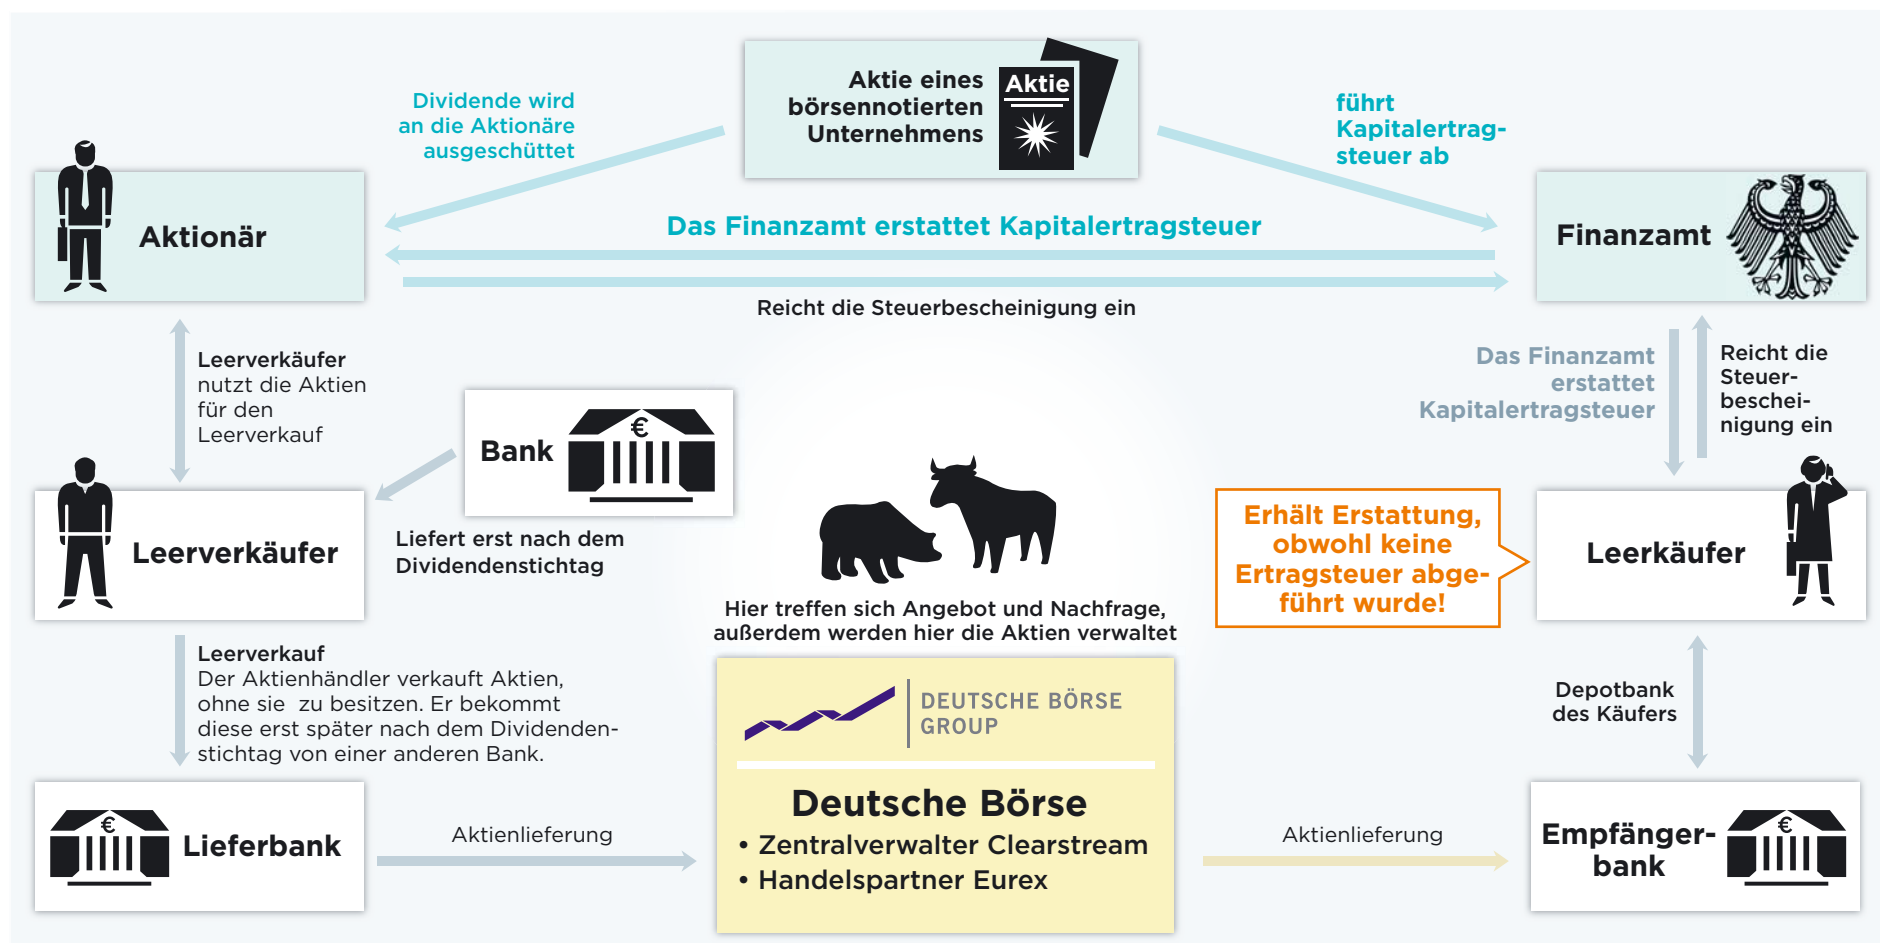 Aktie eines
börsennotierten
Unternehmens
Aktie
Dividende wird
an die Aktionäre
ausgeschüttet
führt
Kapitalertrag-
steuer ab
Aktionär
Das Finanzamt erstattet Kapitalertragsteuer
Reicht die Steuerbescheinigung ein
Finanzamt
Leerverkäufer
nutzt die Aktien
für den
Leerverkauf
Bank
€
Liefert erst nach dem
Dividendenstichtag
Das Finanzamt
erstattet
Kapitalertragsteuer
Reicht die
Steuer-
beschei-
nigung ein
Leerverkäufer
Erhält Erstattung,
obwohl keine
Ertragsteuer abge-
führt wurde!
Leerkäufer
Hier treffen sich Angebot und Nachfrage,
außerdem werden hier die Aktien verwaltet
Leerverkauf
Der Aktienhändler verkauft Aktien,
ohne sie zu besitzen. Er bekommt
diese erst später nach dem Dividenden-
stichtag von einer anderen Bank.
DEUTSCHE BÖRSE
GROUP
Depotbank
des Käufers
€
Lieferbank
Aktienlieferung
Deutsche Börse
• Zentralverwalter Clearstream
• Handelspartner Eurex
Aktienlieferung
Empfänger-
bank
€